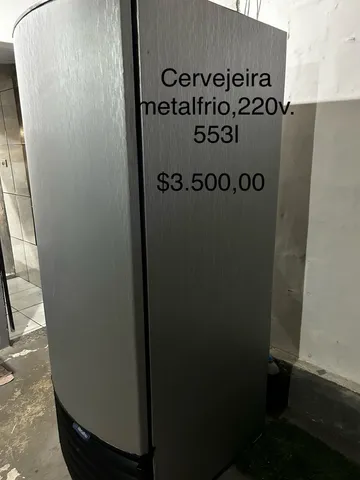 Cervejeira
metalfrio,220v.
553l
$3.500,00